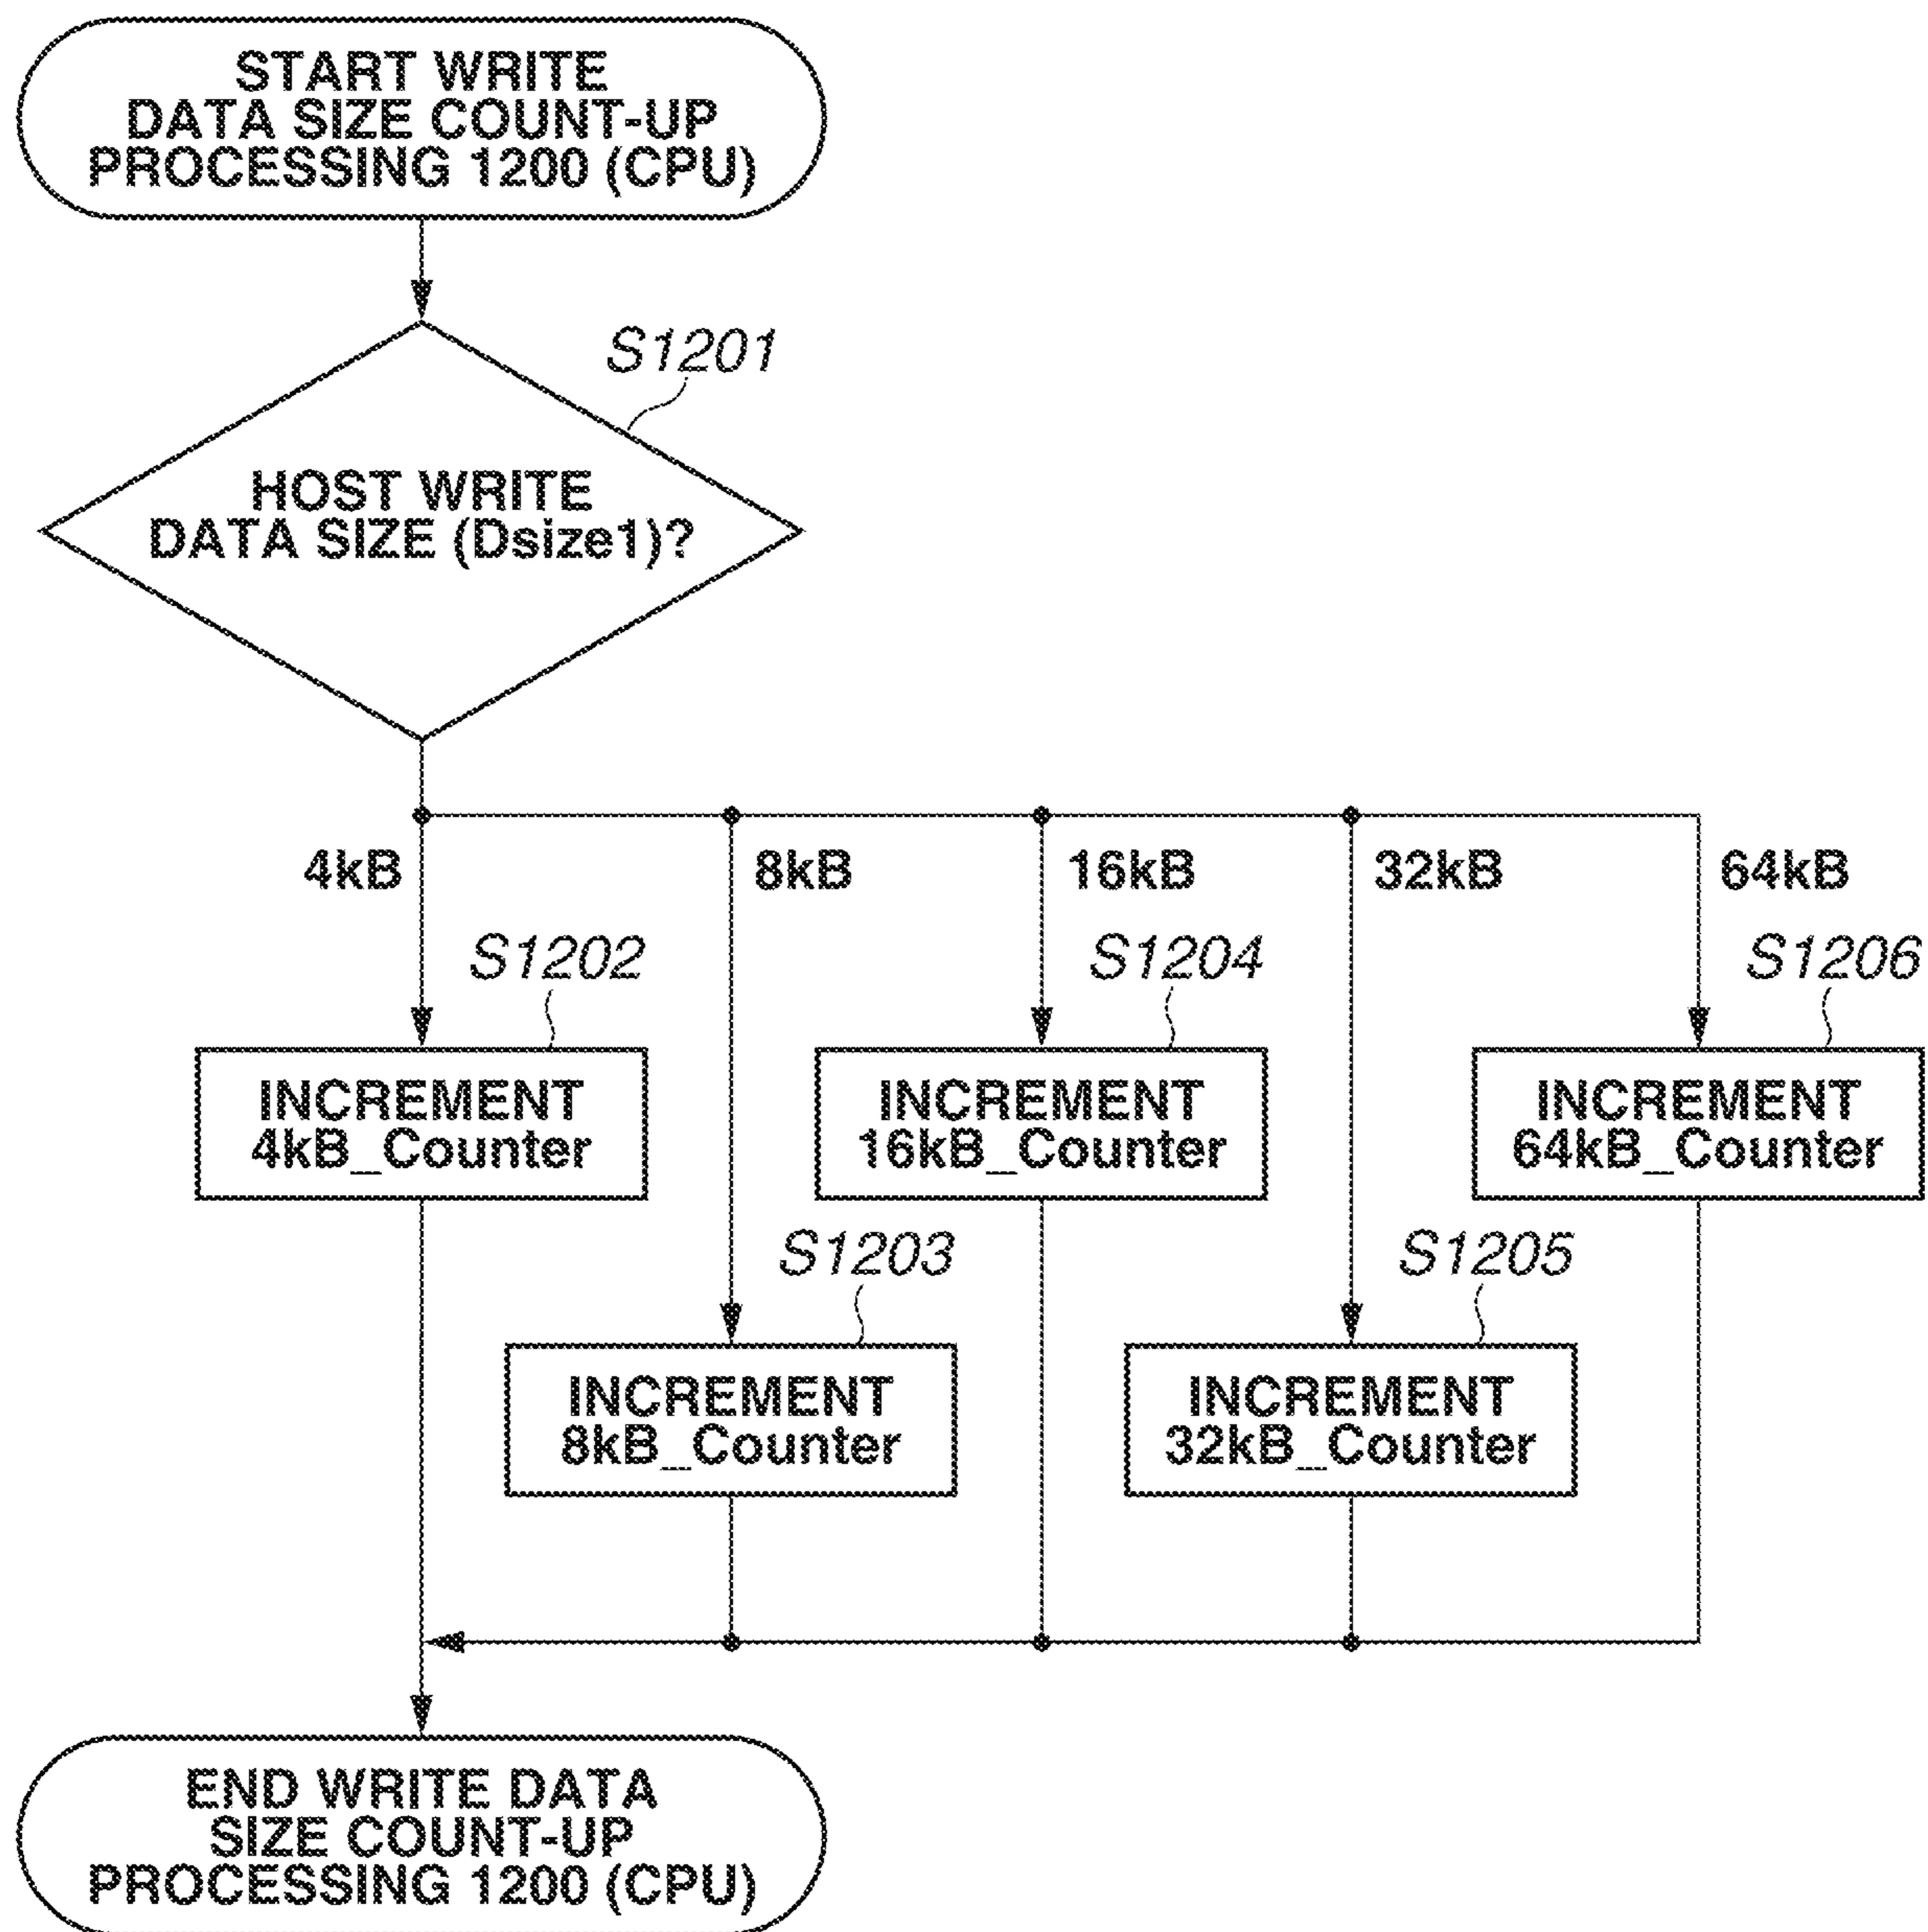 START WRITE
DATA SIZE COUNT-UP
PROCESSING 1200 (CPU)
S1201
HOST WRITE
DATA SIZE (Dsize1)?
4kB
8kB
16kB
32kB
64kB
S1202
S1204
S1206
INCREMENT
4kB_Counter
INCREMENT
16kB_Counter
INCREMENT
64kB_Counter
S1203
S1205
INCREMENT
8kB_Counter
INCREMENT
32kB_Counter
END WRITE DATA
SIZE COUNT-UP
PROCESSING 1200 (CPU)